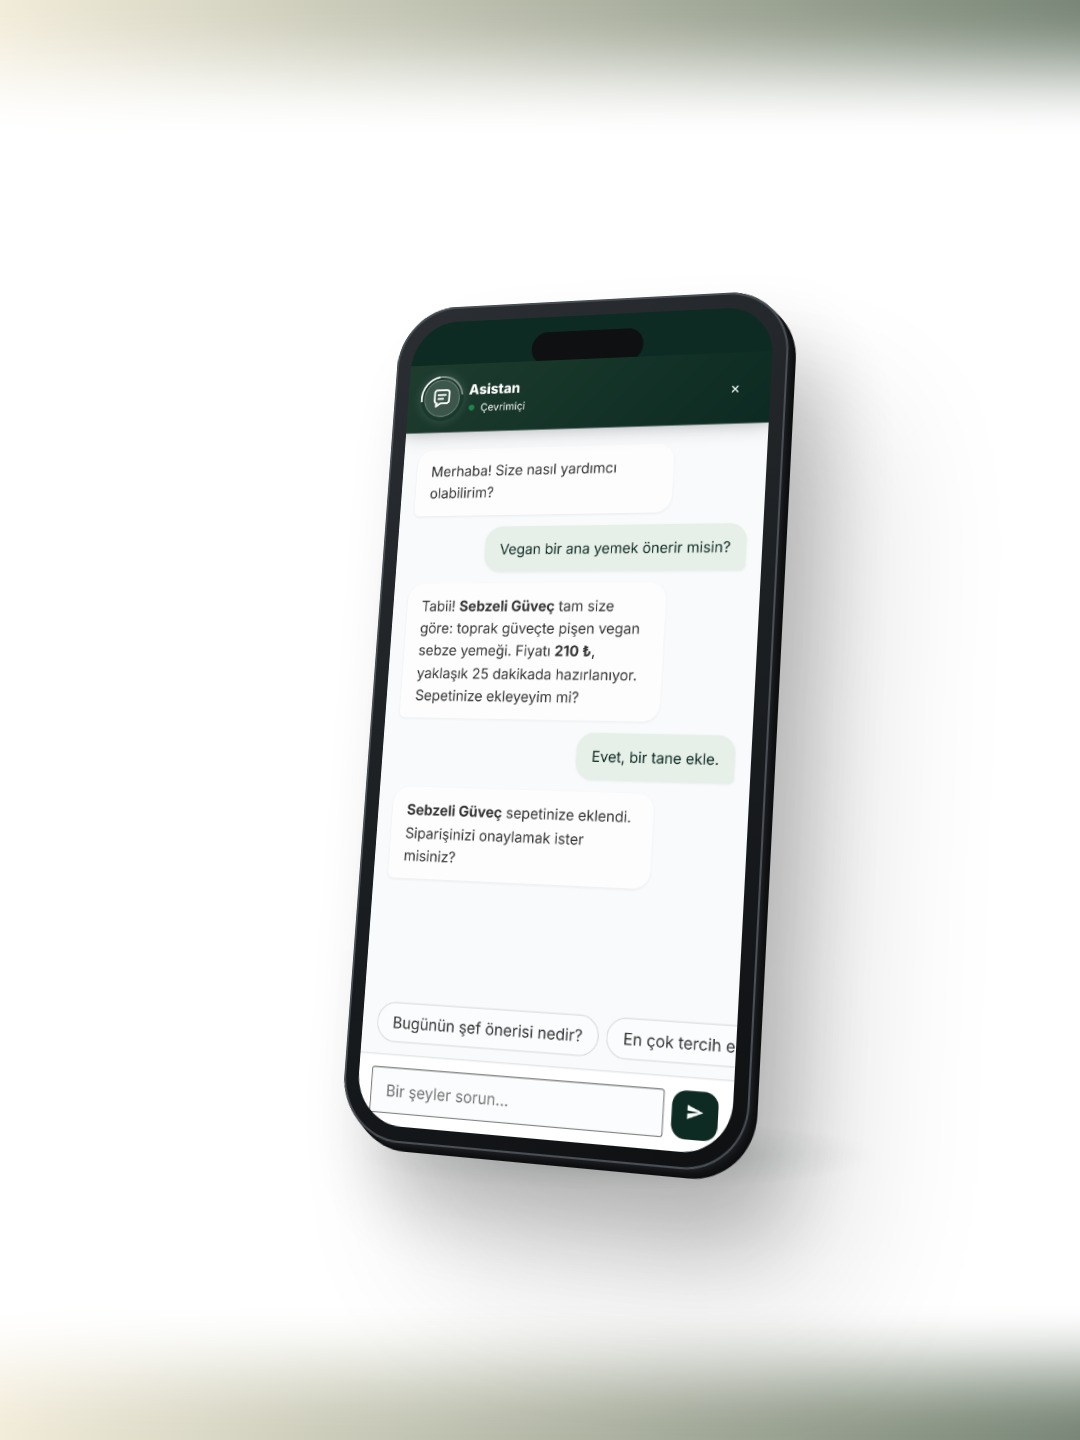 Asistan
Çevrimiçi
×
Merhaba! Size nasıl yardımcı
olabilirim?
Vegan bir ana yemek önerir misin?
Tabii! Sebzeli Güveç tam size
göre: toprak güveçte pişen vegan
sebze yemeği. Fiyatı 210 ₺,
yaklaşık 25 dakikada hazırlanıyor.
Sepetinize ekleyeyim mi?
Evet, bir tane ekle.
Sebzeli Güveç sepetinize eklendi.
Siparişinizi onaylamak ister
misiniz?
Bugünün şef önerisi nedir?
En çok tercih e
Bir şeyler sorun...